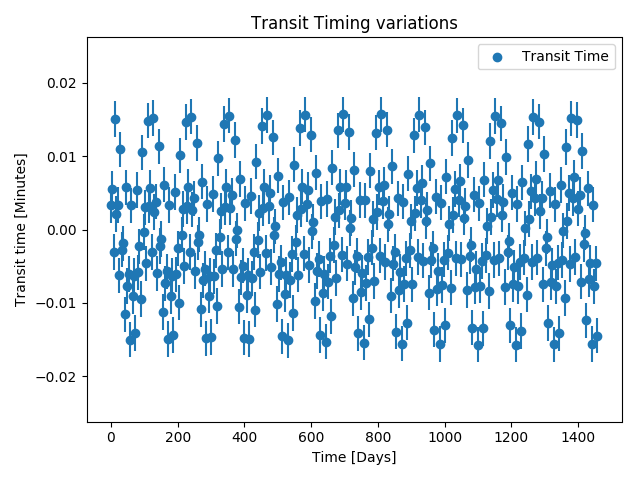 Transit Timing variations
Transit Time
Transit time [Minutes]
0.02
0.01
0.00
−0.01
−0.02
0 200 400 600 800 1000 1200 1400
Time [Days]